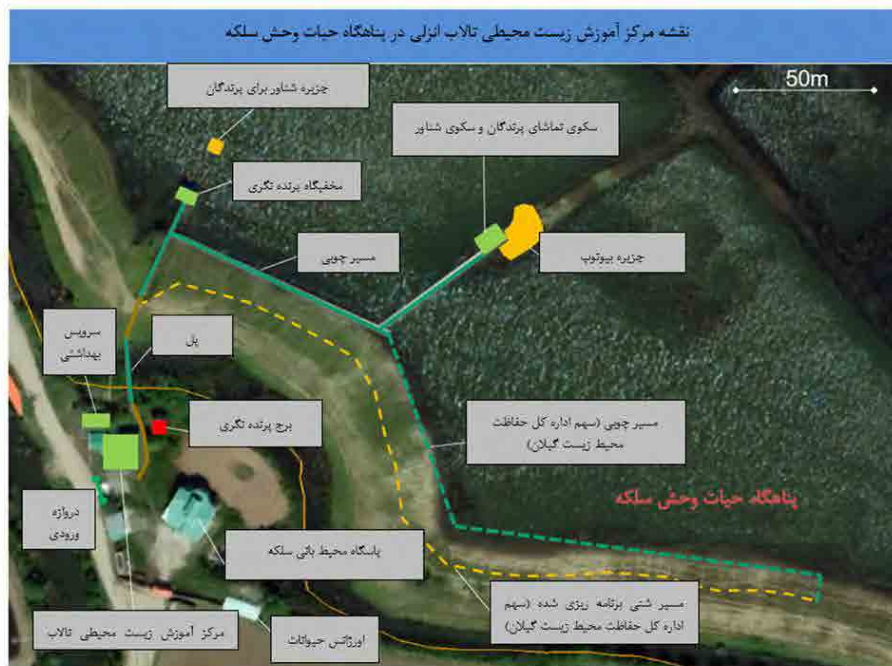 نقشه مرکز آموزش زیست محیطی تالاب انزلی در پناهگاه حیات وحش سلکه
50m
جزیره شناور برای پرندگان
سکوی تماشای پرندگان و سکوی شناور
مخفیگاه پرنده نگری
مسیر چوبی
جزیره بیوتوپ
سرویس بهداشتی
پل
برج پرنده نگری
مسیر چوبی (سهم اداره کل حفاظت
محیط زیست گیلان)
پناهگاه حیات وحش سلکه
دروازه
ورودی
پاسگاه محیط بانی سلکه
مسیر شنی برنامه ریزی شده (سهم
اداره کل حفاظت محیط زیست گیلان)
مرکز آموزش زیست محیطی تالاب
اورژانس حیوانات